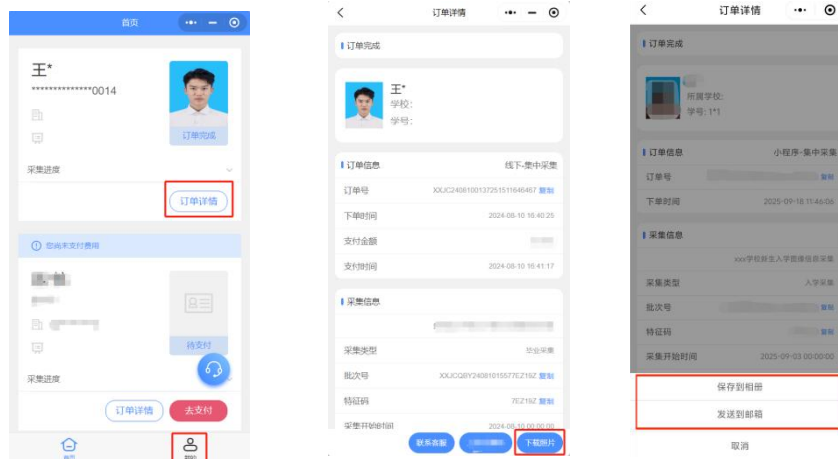 首页
王*
**************0014
订单完成
采集进度
订单详情
您尚未支付费用
待支付
采集进度
订单详情
去支付
首页
订单详情
订单完成
王*
学校:
学号:
订单信息
线下-集中采集
订单号
复制
下单时间
2024-08-10 16:40:25
支付金额
支付时间
2024-08-10 16:41:17
采集信息
采集类型
毕业采集
批次号
复制
特征码
7EZ19Z 复制
采集开始时间
2024-08-10 00:00:00
联系客服
下载照片
订单详情
订单完成
所属学校:
学号: 1*1
订单信息
小程序-集中采集
订单号
复制
下单时间
2025-09-18 11:46:06
采集信息
xxx学校新生入学图像信息采集
采集类型
入学采集
批次号
复制
特征码
复制
采集开始时间
2025-09-03 00:00:00
保存到相册
发送到邮箱
取消